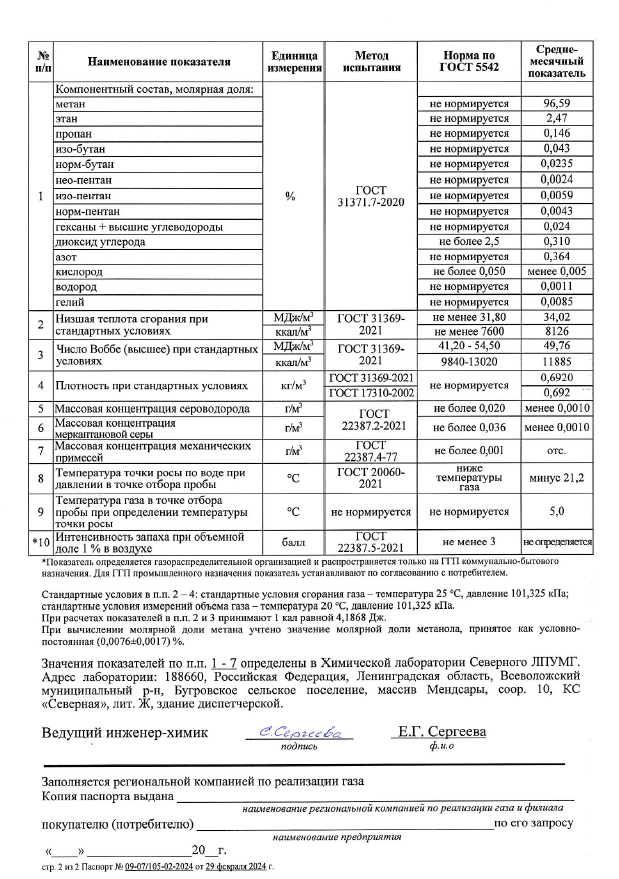 № п/п Наименование показателя Единица измерения Метод испытания Норма по ГОСТ 5542 Средне-месячный показатель
1 Компонентный состав, молярная доля: % ГОСТ 31371.7-2020
метан не нормируется 96,59
этан не нормируется 2,47
пропан не нормируется 0,146
изо-бутан не нормируется 0,043
норм-бутан не нормируется 0,0235
нео-пентан не нормируется 0,0024
изо-пентан не нормируется 0,0059
норм-пентан не нормируется 0,0043
гексаны + высшие углеводороды не нормируется 0,024
диоксид углерода не более 2,5 0,310
азот не нормируется 0,364
кислород не более 0,050 менее 0,005
водород не нормируется 0,0011
гелий не нормируется 0,0085
2 Низшая теплота сгорания при стандартных условиях МДж/м³ ГОСТ 31369-2021 не менее 31,80 34,02
ккал/м³ не менее 7600 8126
3 Число Воббе (высшее) при стандартных условиях МДж/м³ ГОСТ 31369-2021 41,20 - 54,50 49,76
ккал/м³ 9840-13020 11885
4 Плотность при стандартных условиях кг/м³ ГОСТ 31369-2021 не нормируется 0,6920
ГОСТ 17310-2002 0,692
5 Массовая концентрация сероводорода г/м³ ГОСТ 22387.2-2021 не более 0,020 менее 0,0010
6 Массовая концентрация меркаптановой серы г/м³ не более 0,036 менее 0,0010
7 Массовая концентрация механических примесей г/м³ ГОСТ 22387.4-77 не более 0,001 отс.
8 Температура точки росы по воде при давлении в точке отбора пробы °С ГОСТ 20060-2021 ниже температуры газа минус 21,2
9 Температура газа в точке отбора пробы при определении температуры точки росы °С не нормируется не нормируется 5,0
*10 Интенсивность запаха при объемной доле 1 % в воздухе балл ГОСТ 22387.5-2021 не менее 3 не определяется
*Показатель определяется газораспределительной организацией и распространяется только на ГГП коммунально-бытового
назначения. Для ГГП промышленного назначения показатель устанавливают по согласованию с потребителем.
Стандартные условия в п.п. 2 – 4: стандартные условия сгорания газа – температура 25 °С, давление 101,325 кПа;
стандартные условия измерений объема газа – температура 20 °С, давление 101,325 кПа.
При расчетах показателей в п.п. 2 и 3 принимают 1 кал равной 4,1868 Дж.
При вычислении молярной доли метана учтено значение молярной доли метанола, принятое как условно-
постоянная (0,0076±0,0017) %.
Значения показателей по п.п. 1 - 7 определены в Химической лаборатории Северного ЛПУМГ.
Адрес лаборатории: 188660, Российская Федерация, Ленинградская область, Всеволожский
муниципальный р-н, Бугровское сельское поселение, массив Мендсары, соор. 10, КС
«Северная», лит. Ж, здание диспетчерской.
Ведущий инженер-химик Е.Сергеева Е.Г. Сергеева
подпись ф.и.о
Заполняется региональной компанией по реализации газа
Копия паспорта выдана
наименование региональной компании по реализации газа и филиала
покупателю (потребителю) по его запросу
наименование предприятия
«____» ______________20__г.
стр. 2 из 2 Паспорт № 09-07/105-02-2024 от 29 февраля 2024 г.